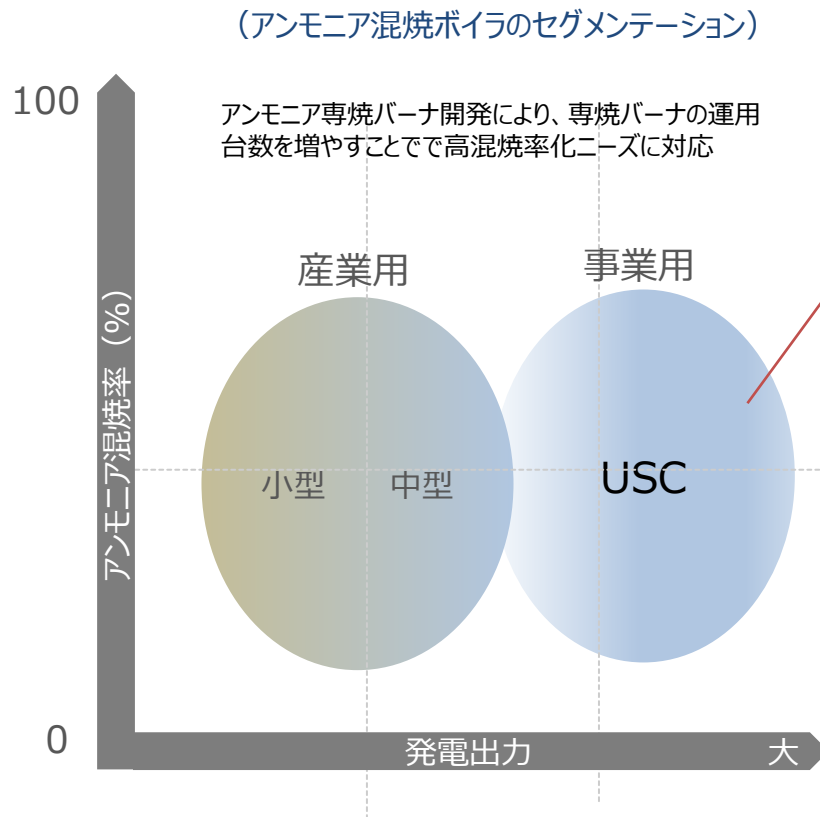 （アンモニア混焼ボイラのセグメンテーション）
100
アンモニア専焼バーナ開発により、専焼バーナの運用
台数を増やすことでで高混焼率化ニーズに対応
産業用
事業用
アンモニア混焼率（%）
小型
中型
USC
0
発電出力
大